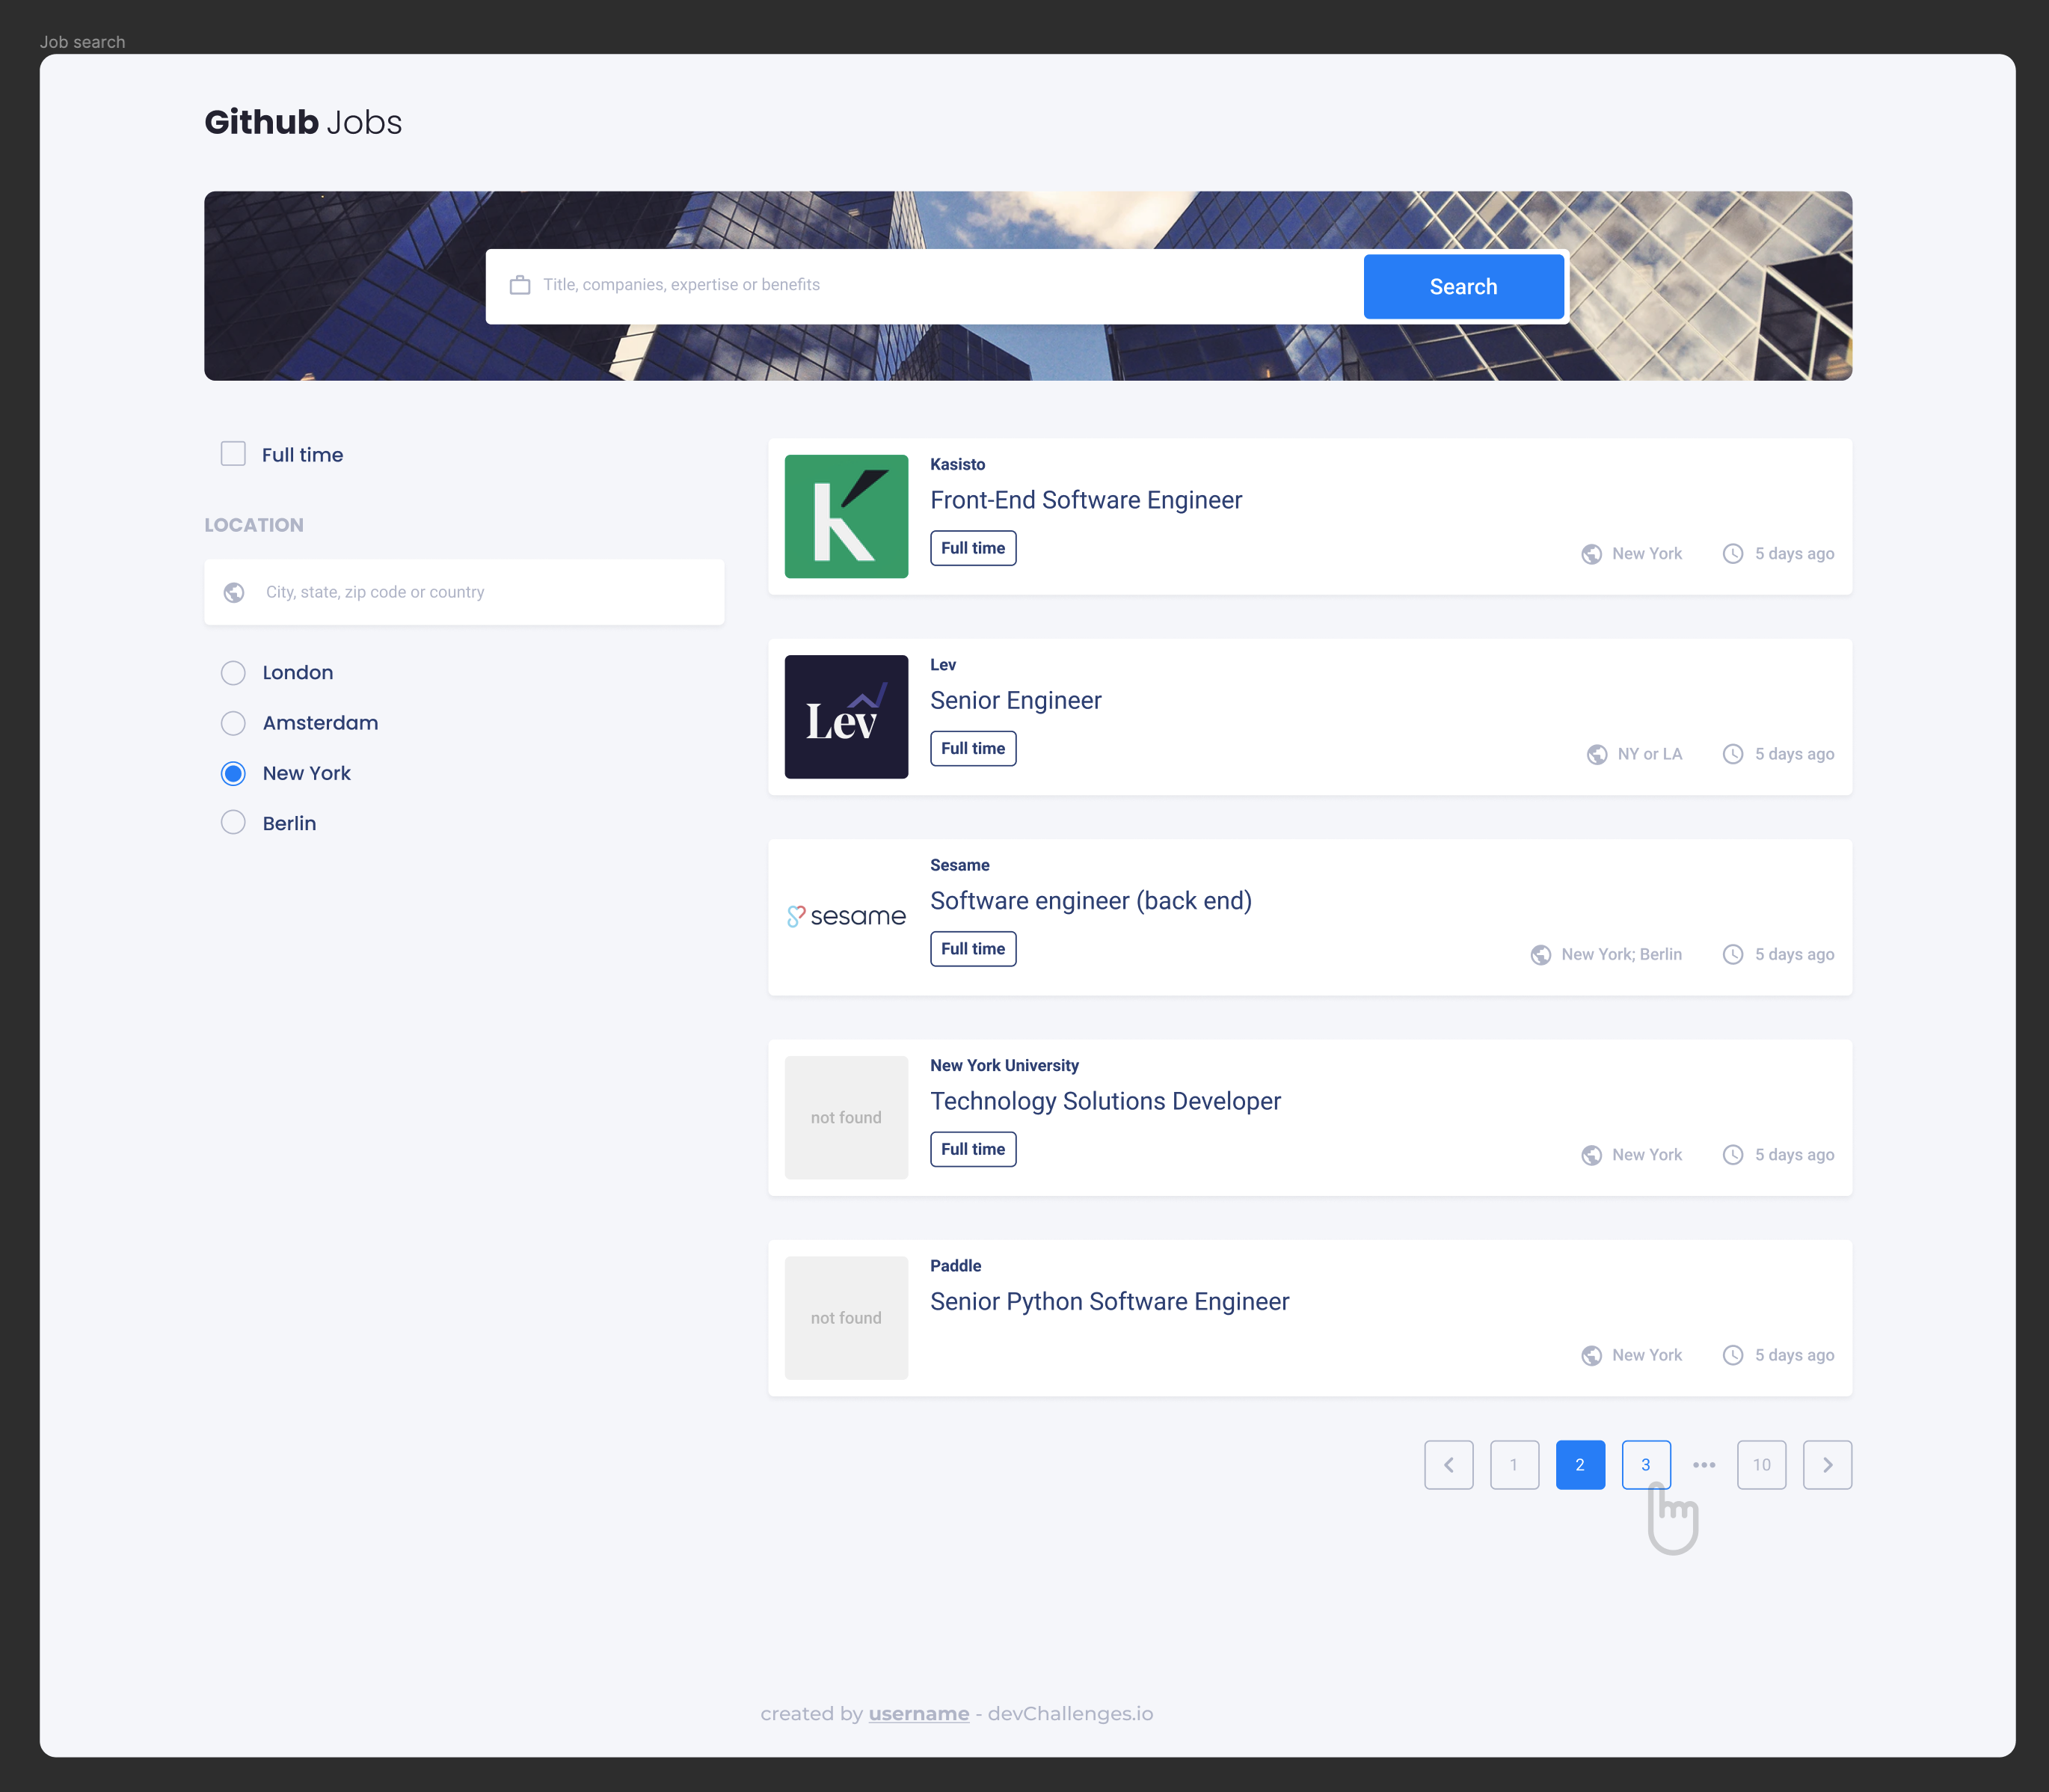 Job search
Github Jobs
Title, companies, expertise or benefits
Search
Full time
LOCATION
City, state, zip code or country
London
Amsterdam
New York
Berlin
K
Kasisto
Front-End Software Engineer
Full time
New York
5 days ago
Lev
Lev
Senior Engineer
Full time
NY or LA
5 days ago
sesame
Sesame
Software engineer (back end)
Full time
New York; Berlin
5 days ago
not found
New York University
Technology Solutions Developer
Full time
New York
5 days ago
not found
Paddle
Senior Python Software Engineer
New York
5 days ago
1 2 3 ••• 10
created by username - devChallenges.io